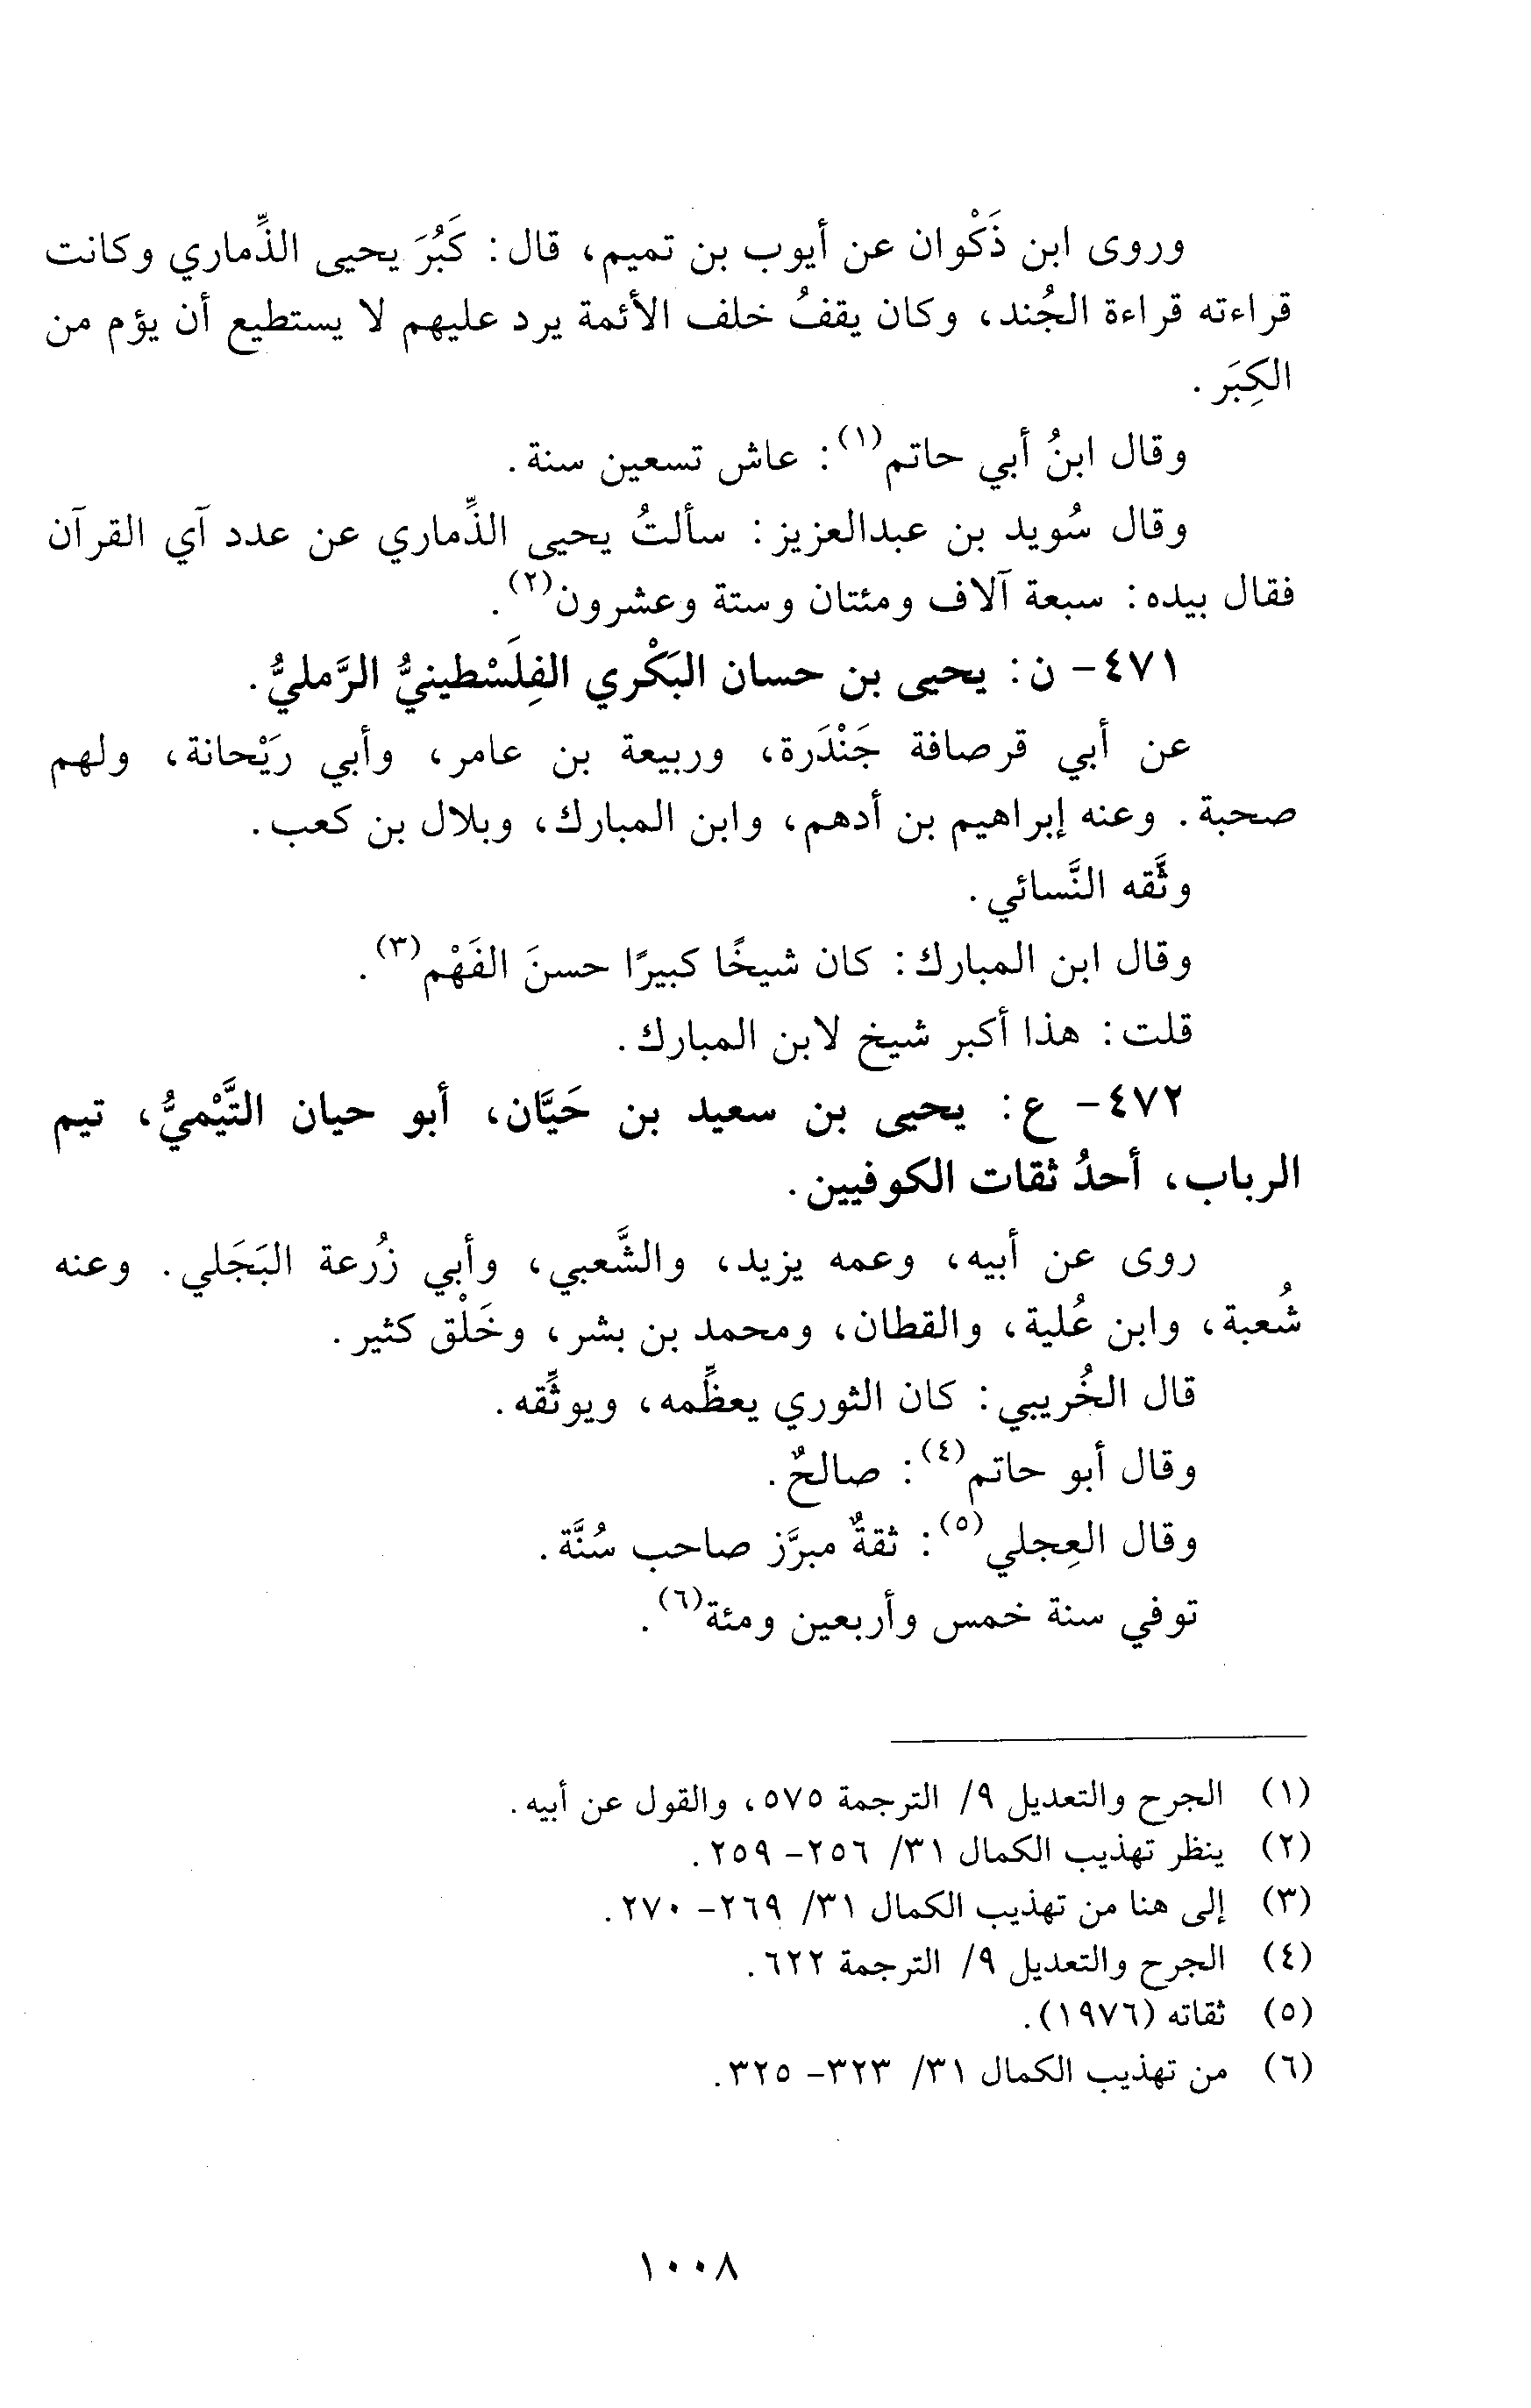 وروى ابن ذَكْوان عن أيوب بن تميم، قال: كَبُرَ يحيى الذِّماري وكانت
قراءته قراءة الجُند، وكان يقفُ خلف الأئمة يرد عليهم لا يستطيع أن يؤم من
الكِبَر.
وقال ابنُ أبي حاتم(١): عاش تسعين سنة.
وقال سُويد بن عبدالعزيز: سألتُ يحيى الذِّماري عن عدد آي القرآن
فقال بيده: سبعة آلاف ومئتان وستة وعشرون(٢).
٤٧١- ن: يحيى بن حسان البَكْري الفِلَسْطينيُّ الرَّمليُّ.
عن أبي قرصافة جَنْدَرة، وربيعة بن عامر، وأبي رَيْحانة، ولهم
صحبة. وعنه إبراهيم بن أدهم، وابن المبارك، وبلال بن كعب.
وثَّقه النَّسائي.
وقال ابن المبارك: كان شيخًا كبيرًا حسنَ الفَهْم(٣).
قلت: هذا أكبر شيخ لابن المبارك.
٤٧٢- ع: يحيى بن سعيد بن حَيَّان، أبو حيان التَّيْميُّ، تيم
الرباب، أحدُ ثقات الكوفيين.
روى عن أبيه، وعمه يزيد، والشَّعبي، وأبي زُرعة البَجَلي. وعنه
شُعبة، وابن عُلية، والقطان، ومحمد بن بشر، وخَلْق كثير.
قال الخُريبي: كان الثوري يعظِّمه، ويوثِّقه.
وقال أبو حاتم(٤): صالحٌ.
وقال العِجلي(٥): ثقةٌ مبرَّز صاحب سُنَّة.
توفي سنة خمس وأربعين ومئة(٦).
(١) الجرح والتعديل ٩/ الترجمة ٥٧٥، والقول عن أبيه.
(٢) ينظر تهذيب الكمال ٣١/ ٢٥٦- ٢٥٩.
(٣) إلى هنا من تهذيب الكمال ٣١/ ٢٦٩- ٢٧٠.
(٤) الجرح والتعديل ٩/ الترجمة ٦٢٢.
(٥) ثقاته (١٩٧٦).
(٦) من تهذيب الكمال ٣١/ ٣٢٣- ٣٢٥.
١٠٠٨